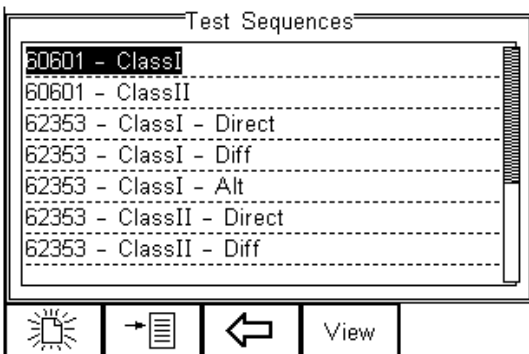 Test Sequences
60601 - ClassI
60601 - ClassII
62353 - ClassI - Direct
62353 - ClassI - Diff
62353 - ClassI - Alt
62353 - ClassII - Direct
62353 - ClassII - Diff
View